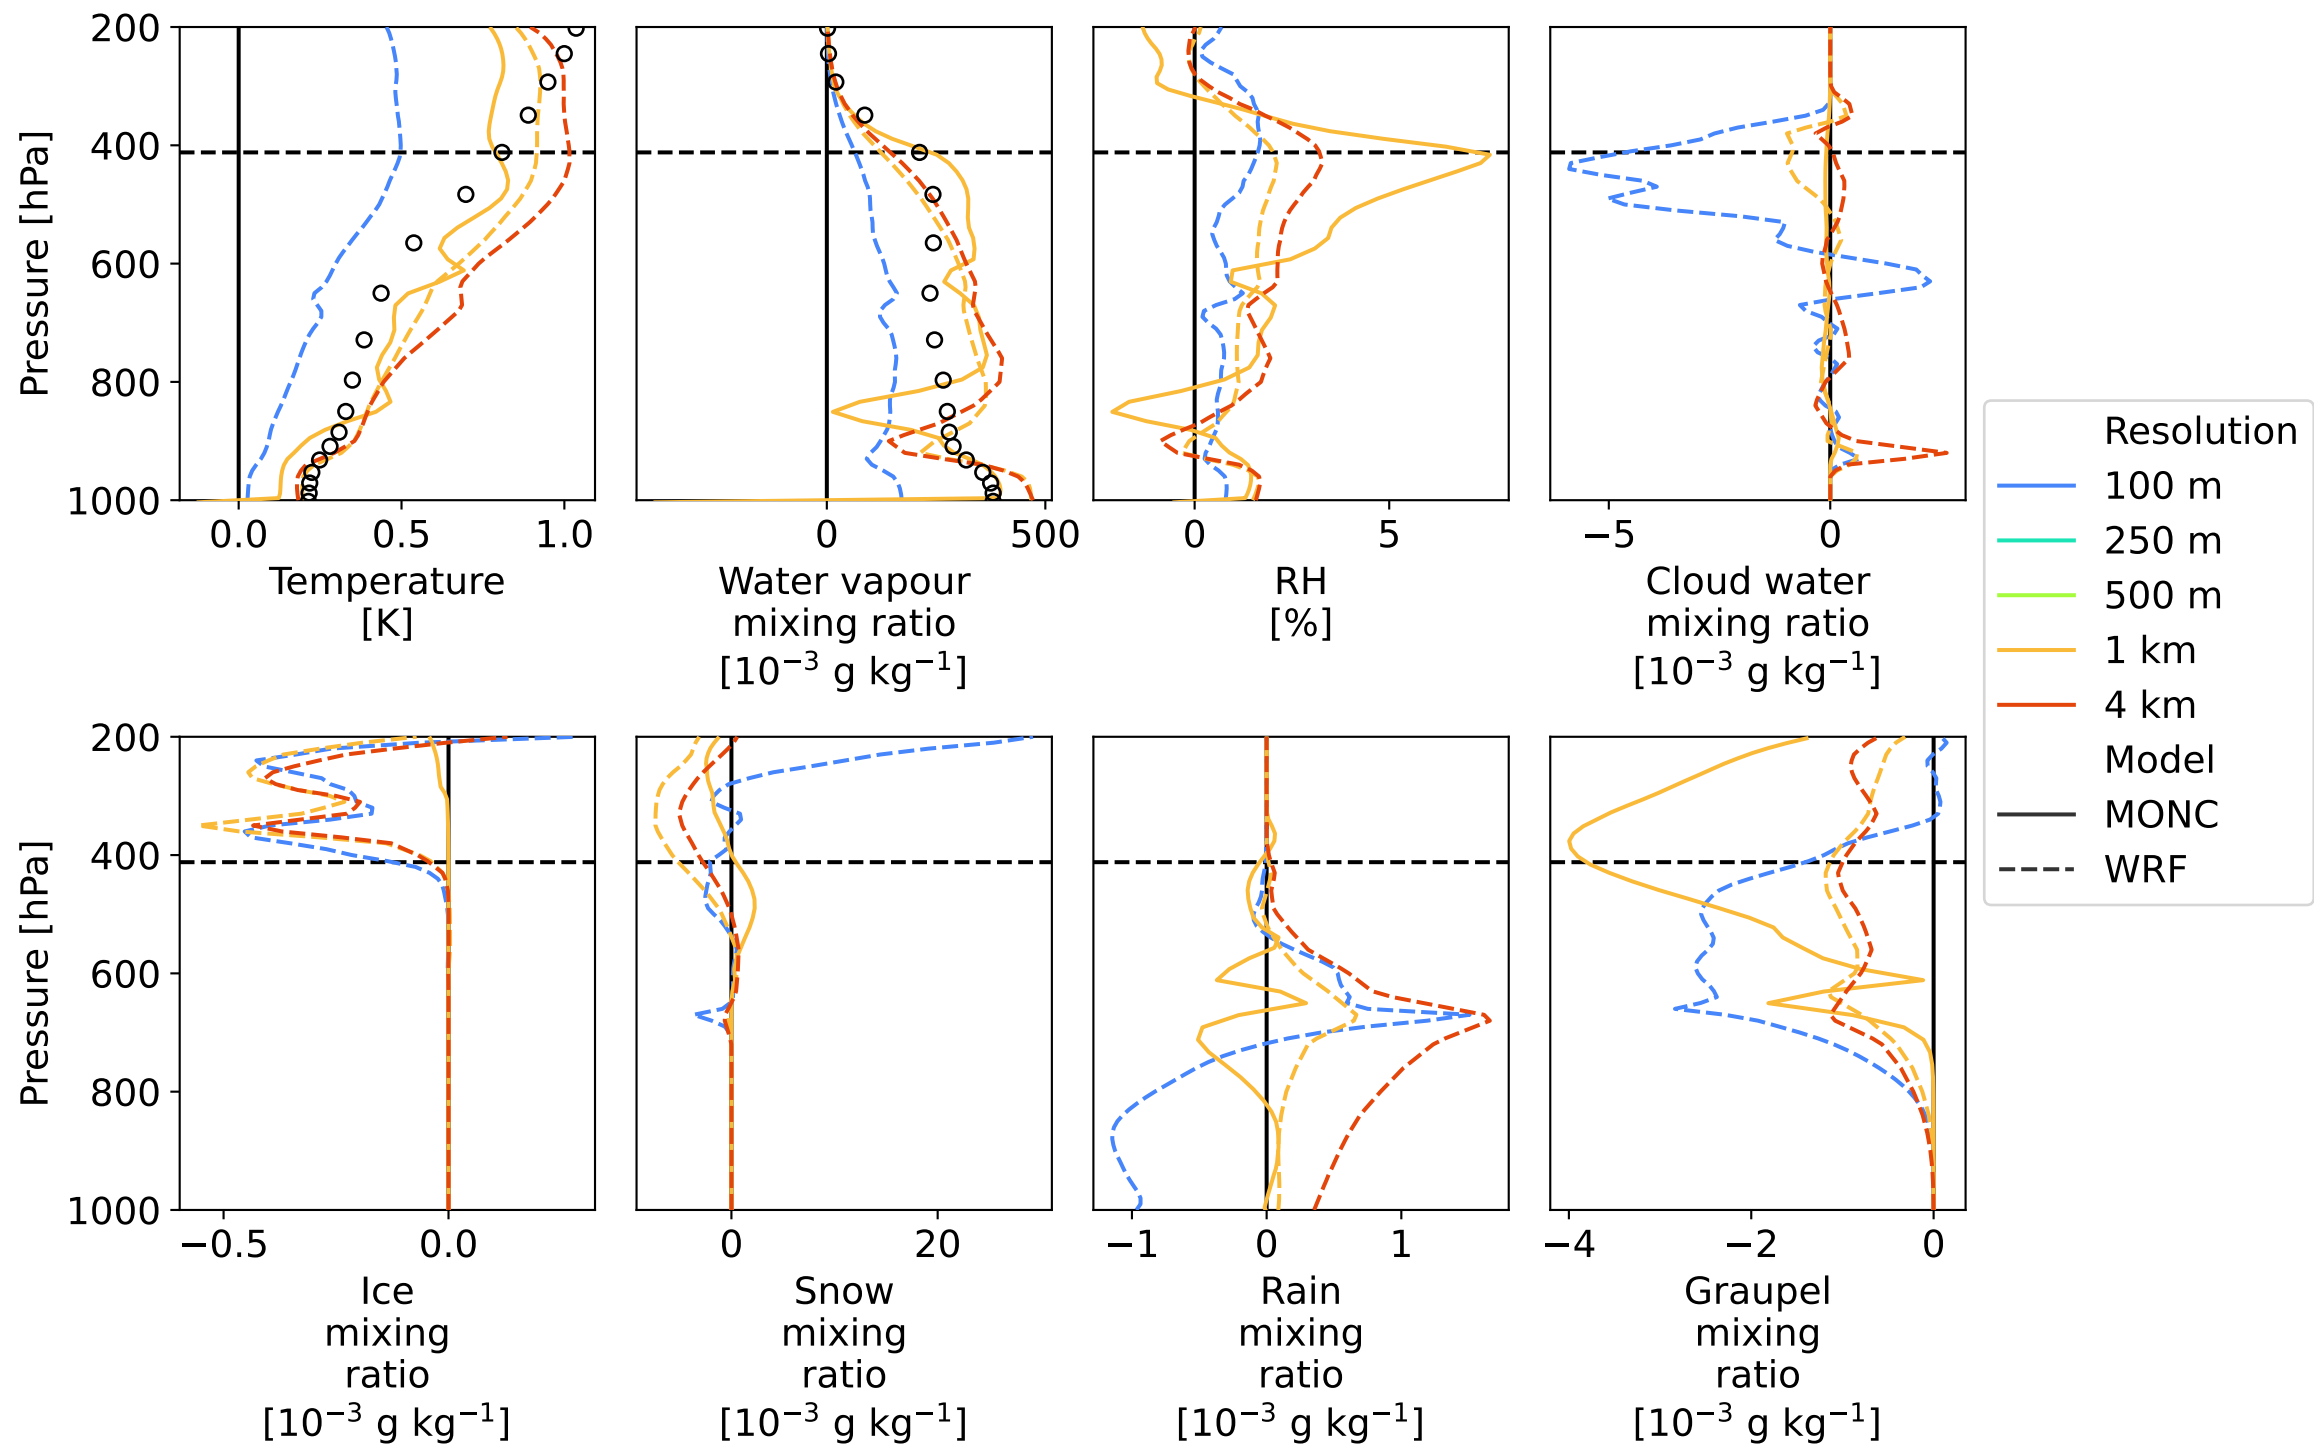 200
400
600
800
1000
Pressure [hPa]
0.0 0.5 1.0
Temperature
[K]
0 500
Water vapour
mixing ratio
[10⁻³ g kg⁻¹]
0 5
RH
[%]
−5 0
Cloud water
mixing ratio
[10⁻³ g kg⁻¹]
Resolution
100 m
250 m
500 m
1 km
4 km
Model
MONC
WRF
200
400
600
800
1000
Pressure [hPa]
−0.5 0.0
Ice
mixing
ratio
[10⁻³ g kg⁻¹]
0 20
Snow
mixing
ratio
[10⁻³ g kg⁻¹]
−1 0 1
Rain
mixing
ratio
[10⁻³ g kg⁻¹]
−4 −2 0
Graupel
mixing
ratio
[10⁻³ g kg⁻¹]